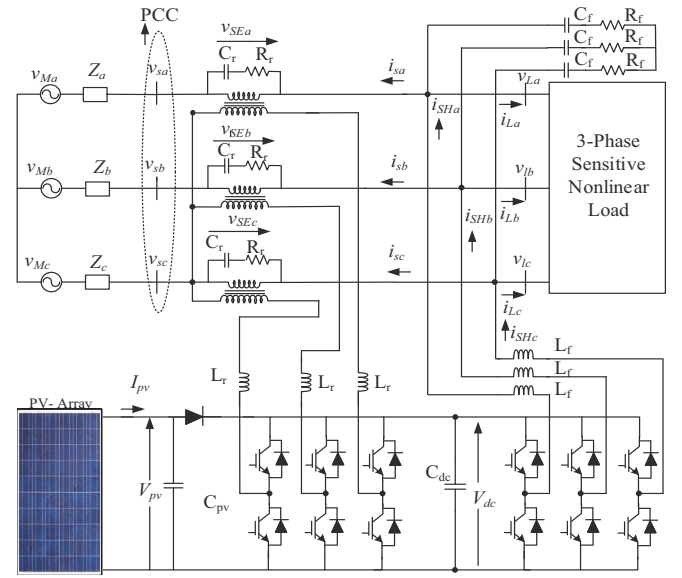 PCC
v_SEa
C_r
R_r
C_f
R_f
C_f
R_f
C_f
R_f
v_Ma
Z_a
v_sa
i_sa
i_SHa
v_La
i_La
3-Phase
Sensitive
Nonlinear
Load
v_SEb
C_r
R_r
v_Mb
Z_b
v_sb
i_sb
i_SHb
v_lb
i_Lb
v_SEc
C_r
R_r
v_Mc
Z_c
v_sc
i_sc
v_lc
i_Lc
i_SHc
L_f
L_f
L_f
L_r
L_r
L_r
I_pv
PV- Array
V_pv
C_pv
C_dc
V_dc